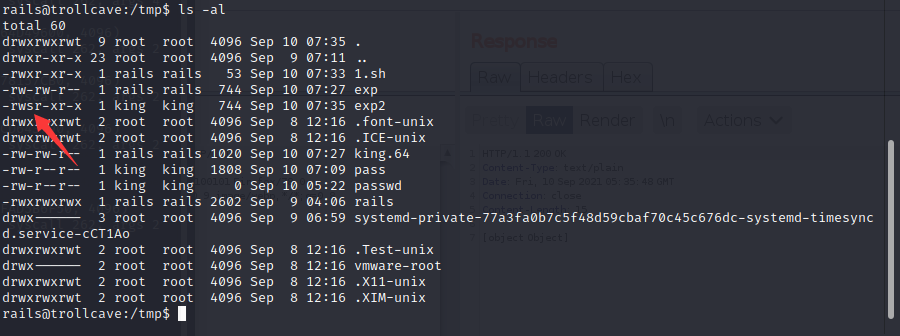 rails@trollcave:/tmp$ ls -al
total 60
drwxrwxrwt  9 root  root  4096 Sep 10 07:35 .
drwxr-xr-x 23 root  root  4096 Sep  9 07:11 ..
-rwxr-xr-x  1 rails rails   53 Sep 10 07:33 1.sh
-rw-rw-r--  1 rails rails  744 Sep 10 07:27 exp
-rwsr-xr-x  1 king  king   744 Sep 10 07:35 exp2
drwxrwxrwt  2 root  root  4096 Sep  8 12:16 .font-unix
drwxrwxrwt  2 root  root  4096 Sep  8 12:16 .ICE-unix
-rw-rw-r--  1 rails rails 1020 Sep 10 07:27 king.64
-rw-r--r--  1 king  king  1808 Sep 10 07:09 pass
-rw-r--r--  1 king  king     0 Sep 10 05:22 passwd
-rwxrwxrwx  1 rails rails 2602 Sep  9 04:06 rails
drwx------  3 root  root  4096 Sep  9 06:59 systemd-private-77a3fa0b7c5f48d59cbaf70c45c676dc-systemd-timesync
d.service-cCT1Ao
drwxrwxrwt  2 root  root  4096 Sep  8 12:16 .Test-unix
drwx------  2 root  root  4096 Sep  8 12:16 vmware-root
drwxrwxrwt  2 root  root  4096 Sep  8 12:16 .X11-unix
drwxrwxrwt  2 root  root  4096 Sep  8 12:16 .XIM-unix
rails@trollcave:/tmp$
Response
Raw Headers Hex
Raw Render \n Actions
HTTP/1.1 200 OK
Content-Type: text/plain
Date: Fri, 10 Sep 2021
Connection: close
[object Object]